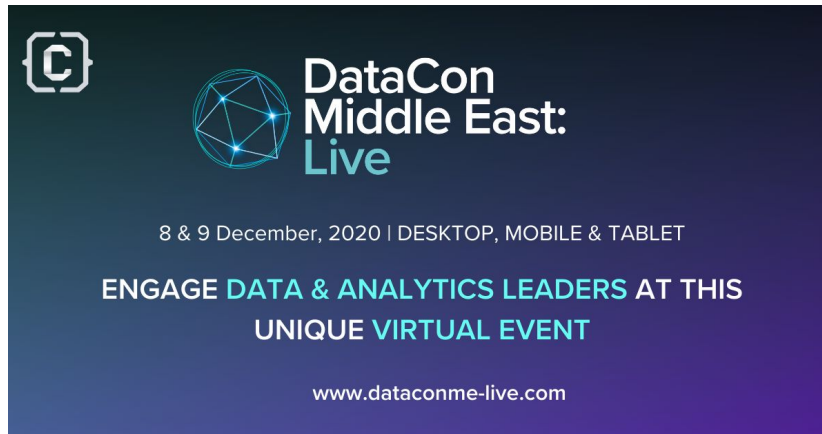 {[C]}
DataCon
Middle East:
Live
8 & 9 December, 2020 | DESKTOP, MOBILE & TABLET
ENGAGE DATA & ANALYTICS LEADERS AT THIS
UNIQUE VIRTUAL EVENT
www.dataconme-live.com